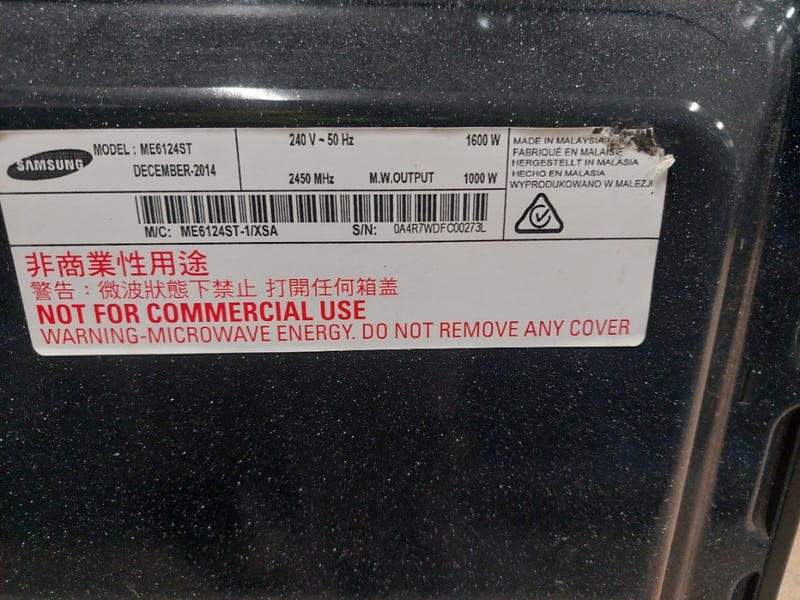 SAMSUNG
MODEL : ME6124ST
DECEMBER-2014
240 V ~ 50 Hz 1600 W
2450 MHz M.W.OUTPUT 1000 W
MADE IN MALAYSIA
FABRIQUÉ EN MALAISIE
HERGESTELLT IN MALASIA
HECHO EN MALASIA
WYPRODUKOWANO W MALEZJI
M/C: ME6124ST-1/XSA S/N: 0A4R7WDFC00273L
非商業性用途
警告：微波狀態下禁止 打開任何箱盖
NOT FOR COMMERCIAL USE
WARNING-MICROWAVE ENERGY. DO NOT REMOVE ANY COVER